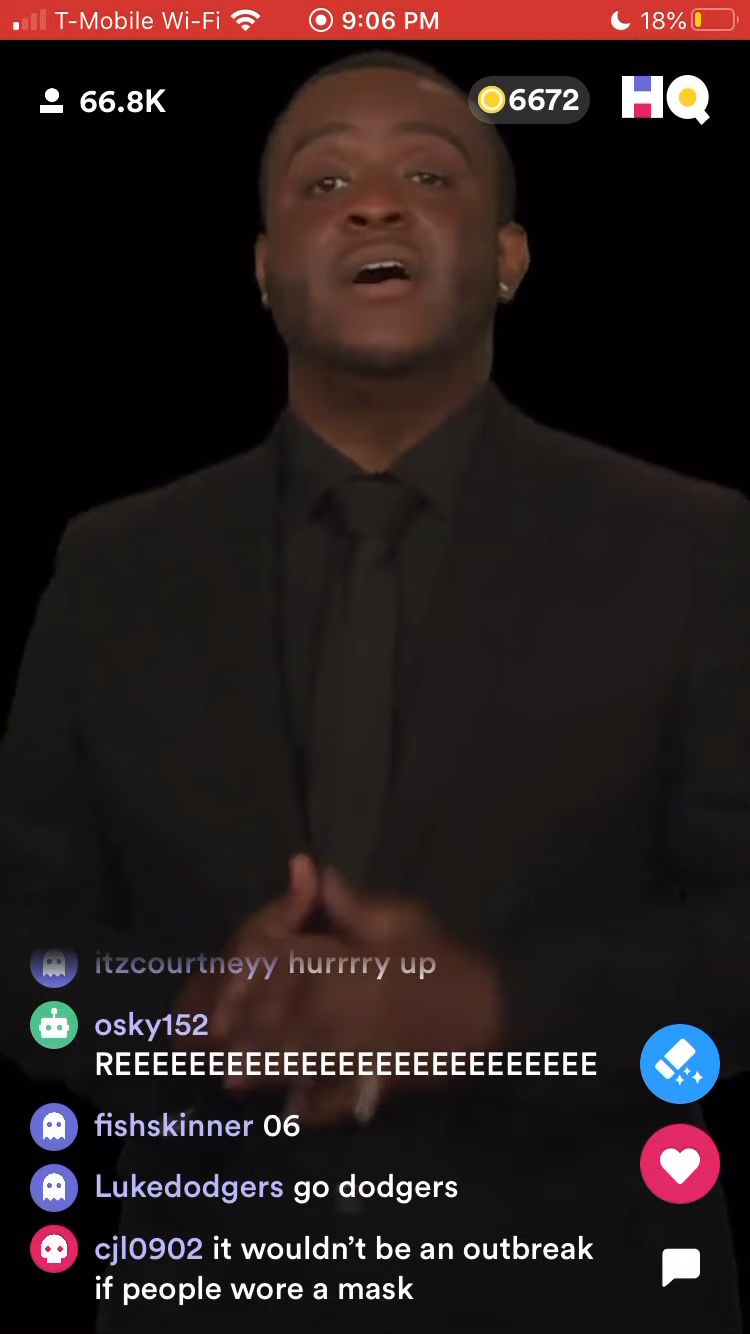 T-Mobile Wi-Fi 9:06 PM 18%
66.8K 6672 HQ
itzcourtneyy hurrrry up
osky152
REEEEEEEEEEEEEEEEEEEEEEEEEE
fishskinner 06
Lukedodgers go dodgers
cjl0902 it wouldn’t be an outbreak
if people wore a mask